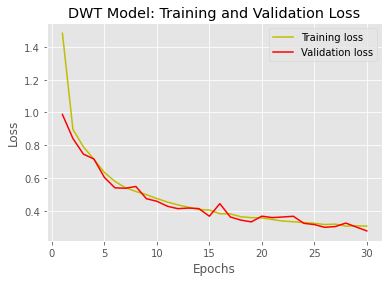 DWT Model: Training and Validation Loss
Training loss
Validation loss
1.4
1.2
1.0
0.8
0.6
0.4
Loss
0 5 10 15 20 25 30
Epochs